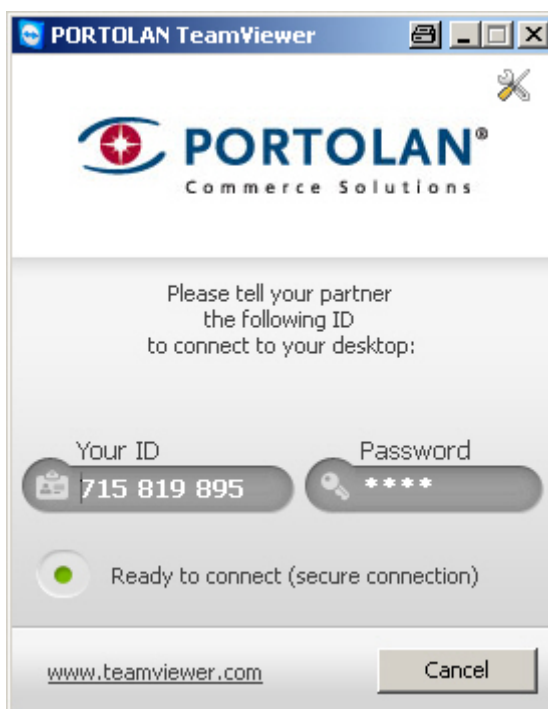 PORTOLAN TeamViewer
PORTOLAN®
Commerce Solutions
Please tell your partner
the following ID
to connect to your desktop:
Your ID
Password
715 819 895
****
Ready to connect (secure connection)
www.teamviewer.com
Cancel